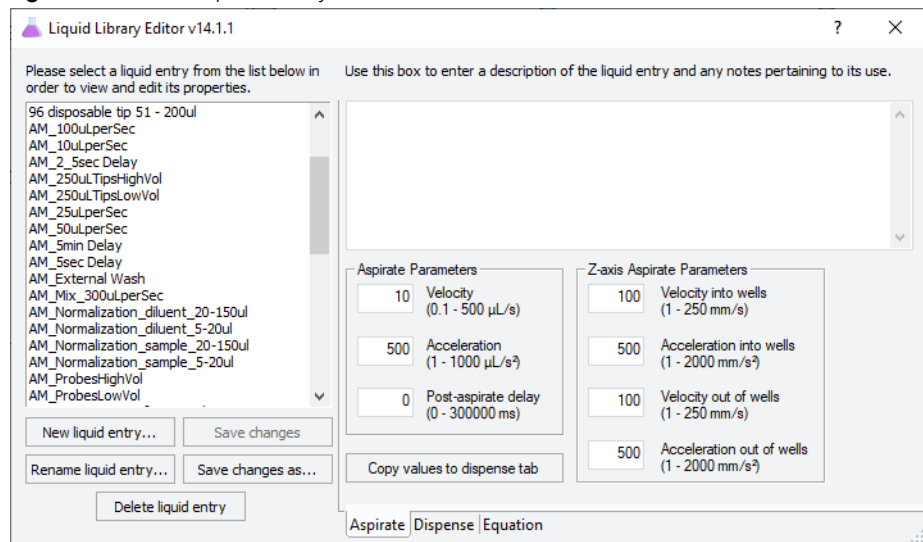 Liquid Library Editor v14.1.1
?
Please select a liquid entry from the list below in
order to view and edit its properties.
96 disposable tip 51 - 200ul
AM_100uLperSec
AM_10uLperSec
AM_2_5sec Delay
AM_250uLTipsHighVol
AM_250uLTipsLowVol
AM_25uLperSec
AM_50uLperSec
AM_5min Delay
AM_5sec Delay
AM_External Wash
AM_Mix_300uLperSec
AM_Normalization_diluent_20-150ul
AM_Normalization_diluent_5-20ul
AM_Normalization_sample_20-150ul
AM_Normalization_sample_5-20ul
AM_ProbesHighVol
AM_ProbesLowVol
New liquid entry...
Save changes
Rename liquid entry...
Save changes as...
Delete liquid entry
Use this box to enter a description of the liquid entry and any notes pertaining to its use.
Aspirate Parameters
10 Velocity
(0.1 - 500 µL/s)
500 Acceleration
(1 - 1000 µL/s²)
0 Post-aspirate delay
(0 - 300000 ms)
Copy values to dispense tab
Z-axis Aspirate Parameters
100 Velocity into wells
(1 - 250 mm/s)
500 Acceleration into wells
(1 - 2000 mm/s²)
100 Velocity out of wells
(1 - 250 mm/s)
500 Acceleration out of wells
(1 - 2000 mm/s²)
Aspirate Dispense Equation